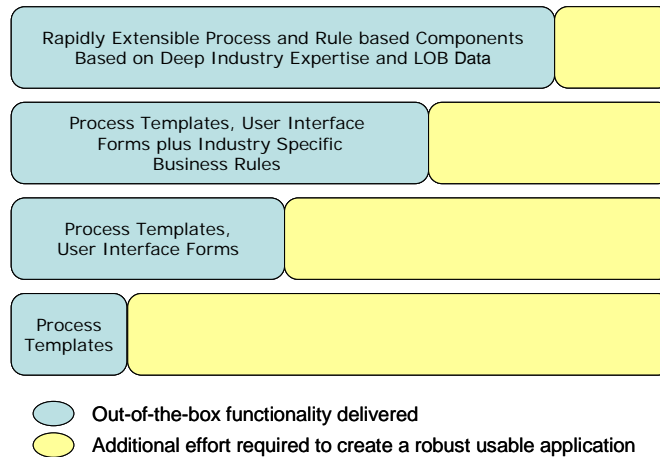 Rapidly Extensible Process and Rule based Components
Based on Deep Industry Expertise and LOB Data
Process Templates, User Interface
Forms plus Industry Specific
Business Rules
Process Templates,
User Interface Forms
Process
Templates
Out-of-the-box functionality delivered
Additional effort required to create a robust usable application